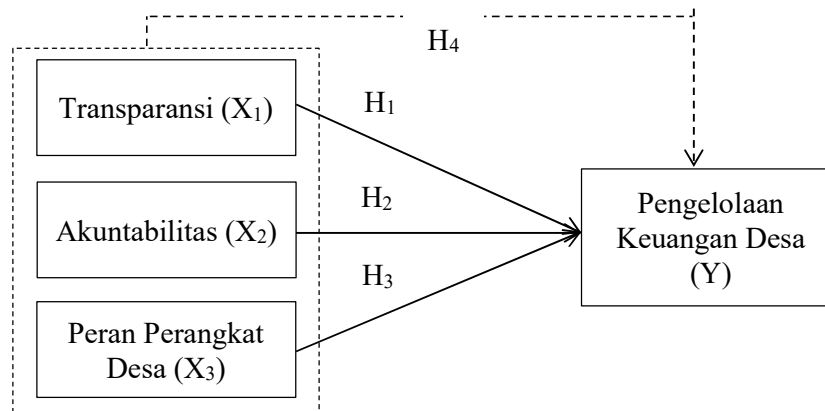 H4
Transparansi (X1)
H1
Akuntabilitas (X2)
H2
Peran Perangkat
Desa (X3)
H3
Pengelolaan
Keuangan Desa
(Y)